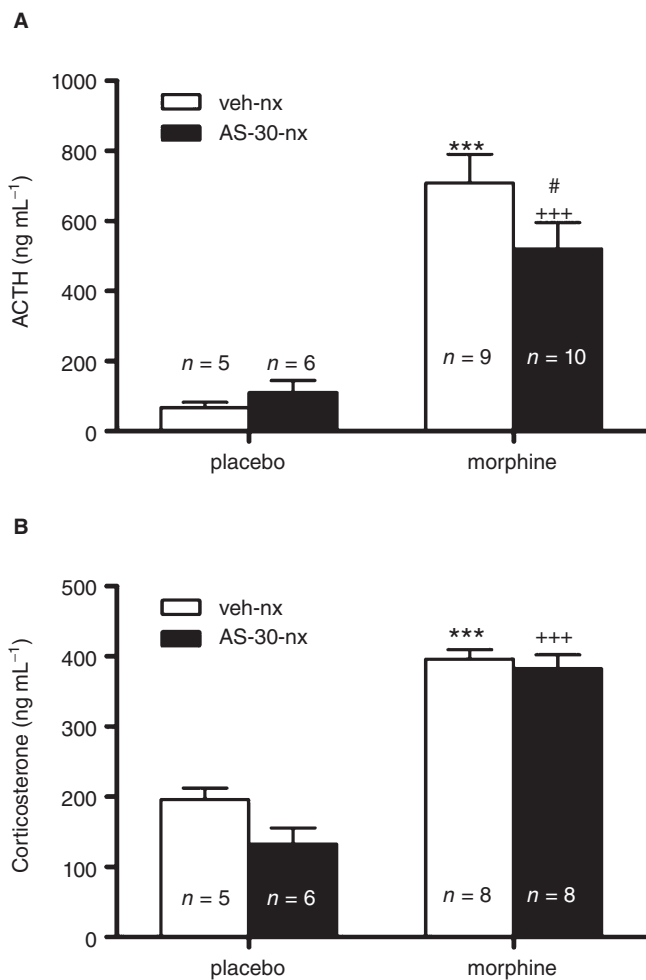 A
ACTH (ng mL⁻¹)
1000
800
600
400
200
0
veh-nx
AS-30-nx
n = 5
n = 6
***
n = 9
#
+++
n = 10
placebo
morphine
B
Corticosterone (ng mL⁻¹)
500
400
300
200
100
0
veh-nx
AS-30-nx
n = 5
n = 6
***
n = 8
+++
n = 8
placebo
morphine